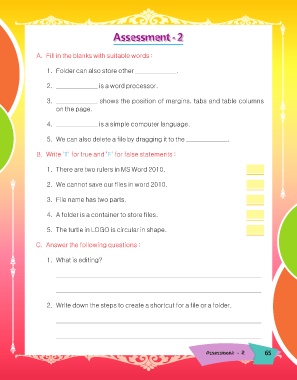 Assessment - 2
A. Fill in the blanks with suitable words :
1. Folder can also store other ____________.
2. ____________ is a word processor.
3. ____________ shows the position of margins, tabs and table columns
on the page.
4. ____________ is a simple computer language.
5. We can also delete a file by dragging it to the ____________
B. Write 'T' for true and 'F' for false statements :
1. There are two rulers in MS Word 2010.
2. We cannot save our files in word 2010.
3. File name has two parts.
4. A folder is a container to store files.
5. The turtle in LOGO is circular in shape.
C. Answer the following questions :
1. What is editing?
2. Write down the steps to create a shortcut for a file or a folder.
Assessment - 2 65